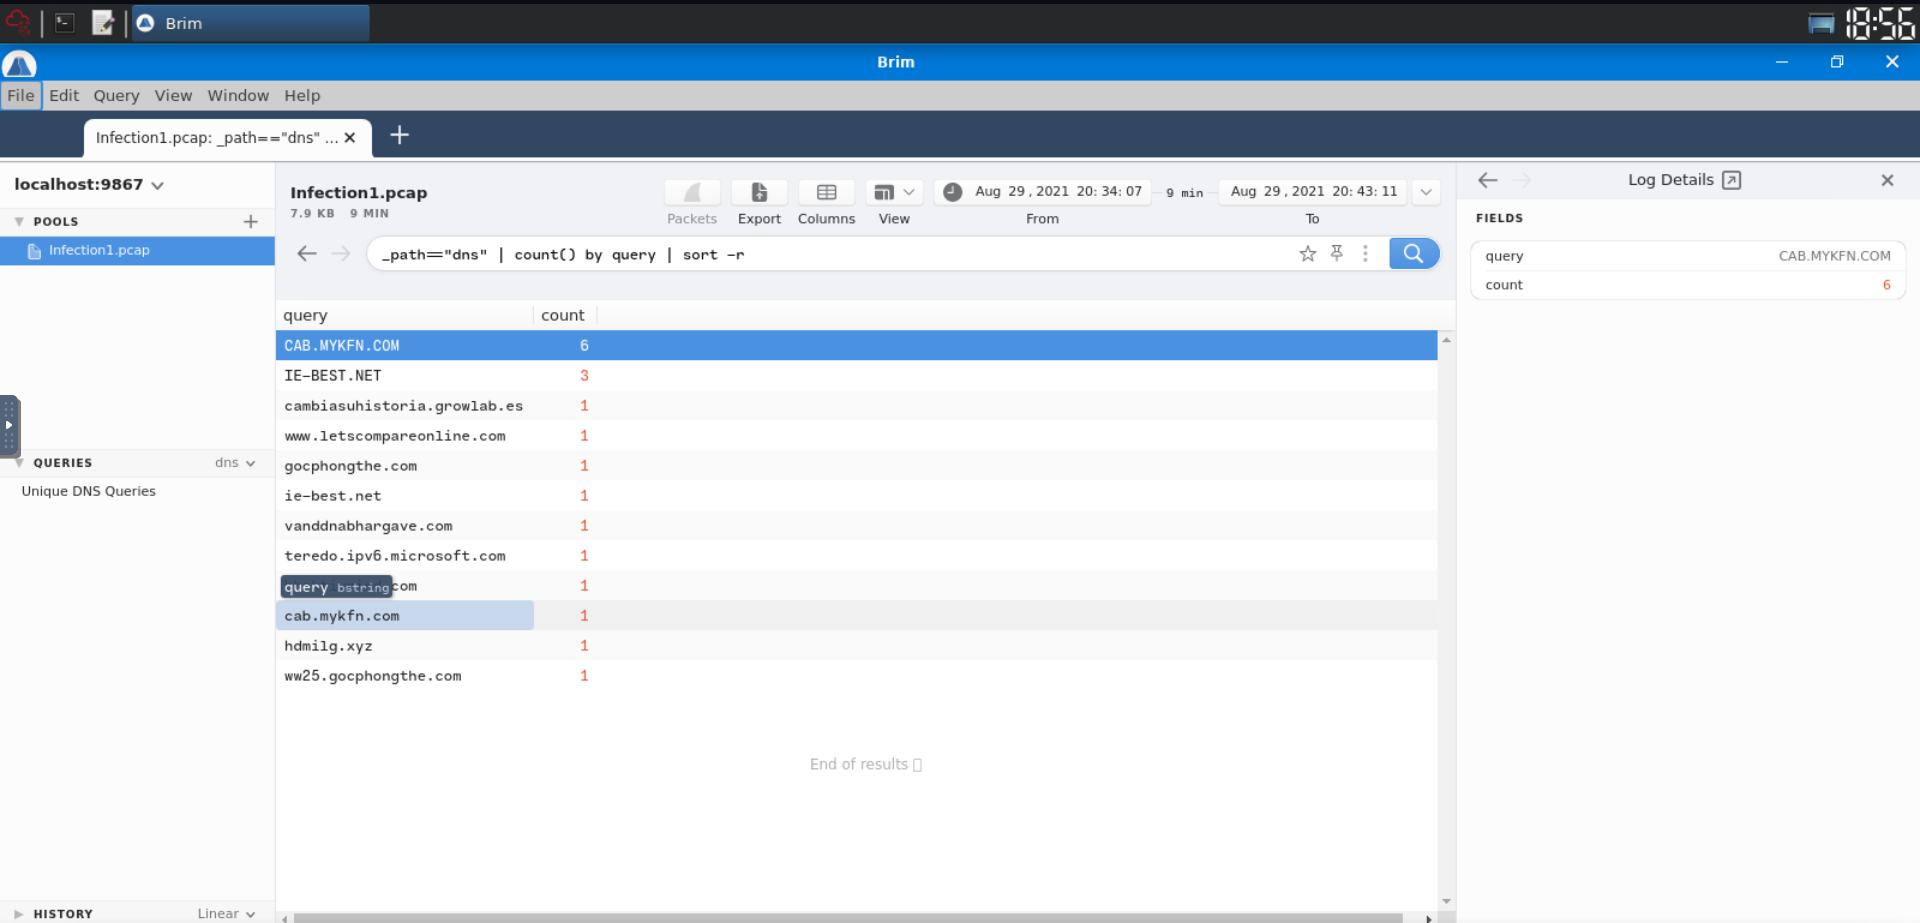 Brim
18:56
Brim
File Edit Query View Window Help
Infection1.pcap: _path=="dns" ...
localhost:9867
POOLS
Infection1.pcap
QUERIES dns
Unique DNS Queries
HISTORY Linear
Infection1.pcap
7.9 KB 9 MIN
Packets Export Columns View
Aug 29, 2021 20:34:07 9 min Aug 29, 2021 20:43:11
From To
_path=="dns" | count() by query | sort -r
query count
CAB.MYKFN.COM 6
IE-BEST.NET 3
cambiasuhistoria.growlab.es 1
www.letscompareonline.com 1
gocphongthe.com 1
ie-best.net 1
vanddnabhargave.com 1
teredo.ipv6.microsoft.com 1
query bstring com 1
cab.mykfn.com 1
hdmilg.xyz 1
ww25.gocphongthe.com 1
End of results
Log Details
FIELDS
query CAB.MYKFN.COM
count 6